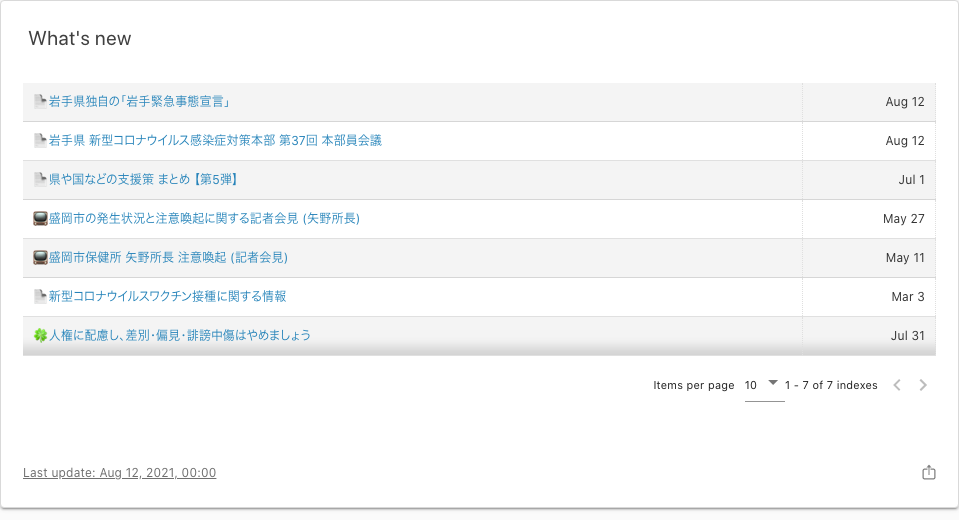 What's new
岩手県独自の「岩手緊急事態宣言」 Aug 12
岩手県 新型コロナウイルス感染症対策本部 第37回 本部員会議 Aug 12
県や国などの支援策 まとめ【第5弾】 Jul 1
盛岡市の発生状況と注意喚起に関する記者会見 (矢野所長) May 27
盛岡市保健所 矢野所長 注意喚起 (記者会見) May 11
新型コロナウイルスワクチン接種に関する情報 Mar 3
人権に配慮し、差別・偏見・誹謗中傷はやめましょう Jul 31
Items per page 10 1 - 7 of 7 indexes
Last update: Aug 12, 2021, 00:00